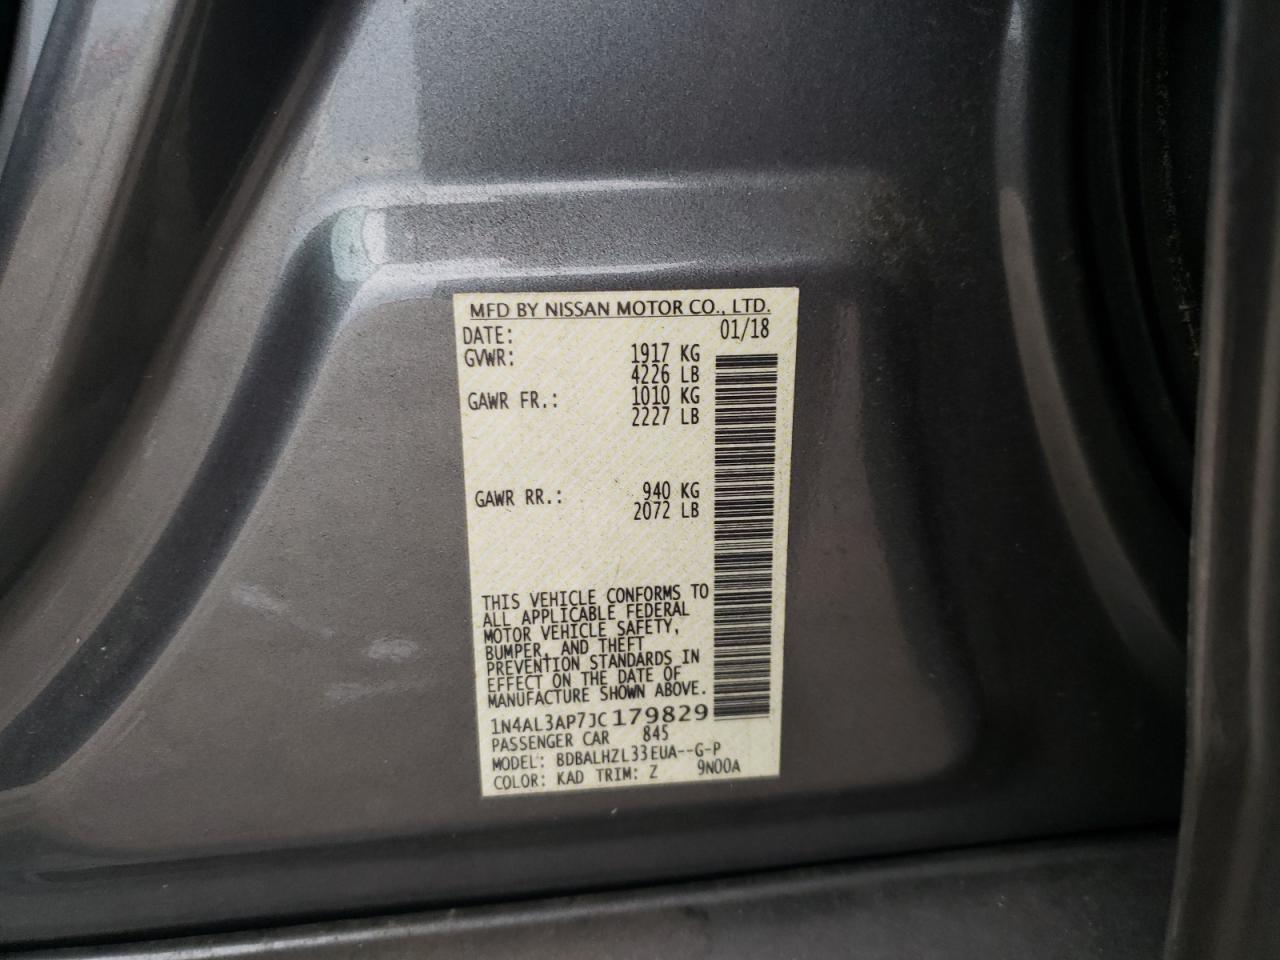 MFD BY NISSAN MOTOR CO., LTD.
DATE: 01/18
GVWR: 1917 KG
4226 LB
GAWR FR.: 1010 KG
2227 LB
GAWR RR.: 940 KG
2072 LB
THIS VEHICLE CONFORMS TO
ALL APPLICABLE FEDERAL
MOTOR VEHICLE SAFETY,
BUMPER, AND THEFT
PREVENTION STANDARDS IN
EFFECT ON THE DATE OF
MANUFACTURE SHOWN ABOVE.
1N4AL3AP7JC179829
PASSENGER CAR 845
MODEL: BDBALHZL33EUA--G-P
COLOR: KAD TRIM: Z 9N00A